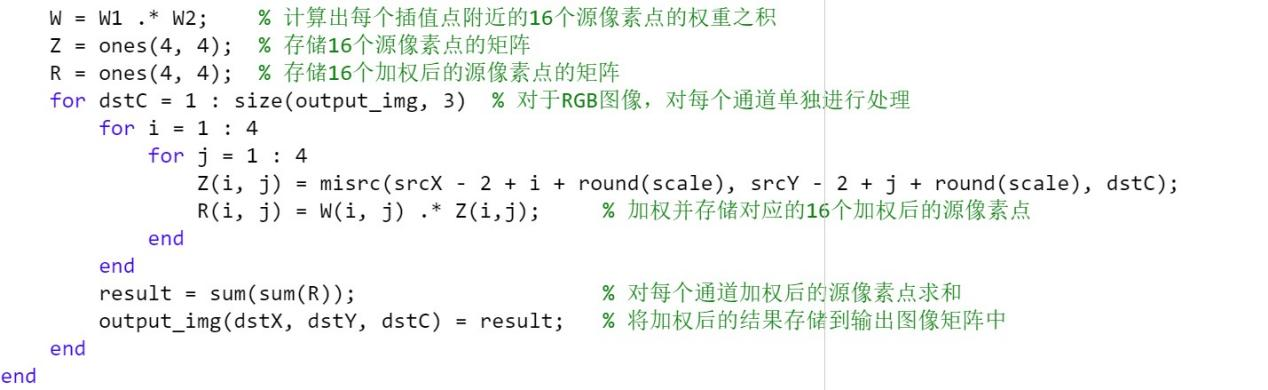 W = W1 .* W2;     % 计算出每个插值点附近的16个源像素点的权重之积
Z = ones(4, 4);  % 存储16个源像素点的矩阵
R = ones(4, 4);  % 存储16个加权后的源像素点的矩阵
for dstC = 1 : size(output_img, 3)  % 对于RGB图像，对每个通道单独进行处理
for i = 1 : 4
for j = 1 : 4
Z(i, j) = misrc(srcX - 2 + i + round(scale), srcY - 2 + j + round(scale), dstC);
R(i, j) = W(i, j) .* Z(i,j);     % 加权并存储对应的16个加权后的源像素点
end
end
result = sum(sum(R));     % 对每个通道加权后的源像素点求和
output_img(dstX, dstY, dstC) = result;   % 将加权后的结果存储到输出图像矩阵中
end
end